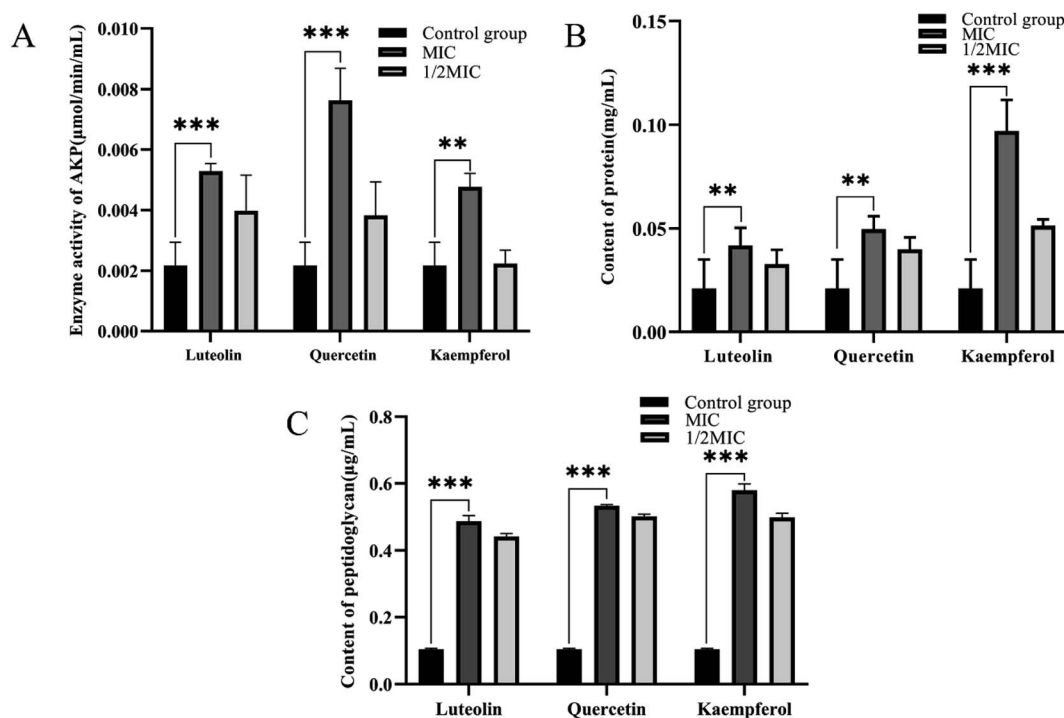 A
Enzyme activity of AKP(μmol/min/mL)
0.010
0.008
0.006
0.004
0.002
0.000
***
***
**
Control group
MIC
1/2MIC
Luteolin
Quercetin
Kaempferol
B
Content of protein(mg/mL)
0.15
0.10
0.05
0.00
**
**
***
Control group
MIC
1/2MIC
Luteolin
Quercetin
Kaempferol
C
Content of peptidoglycan(μg/mL)
0.8
0.6
0.4
0.2
0.0
***
***
***
Control group
MIC
1/2MIC
Luteolin
Quercetin
Kaempferol